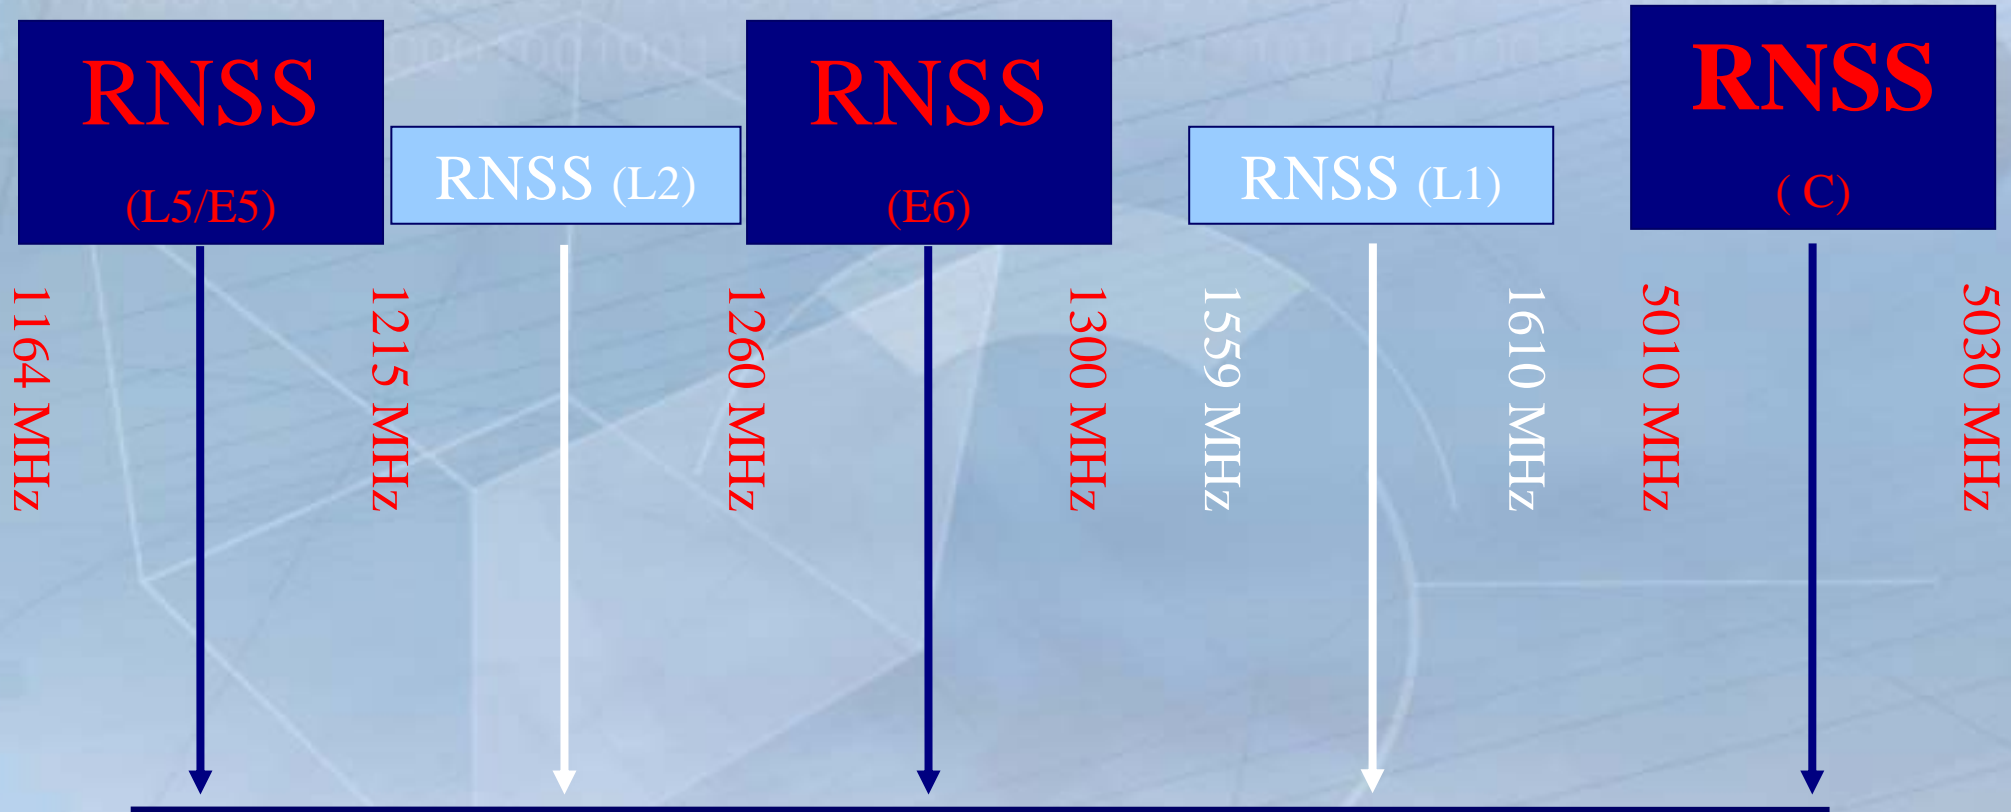 RNSS
(L5/E5)
RNSS (L2)
RNSS
(E6)
RNSS (L1)
RNSS
( C)
1164 MHz
1215 MHz
1260 MHz
1300 MHz
1559 MHz
1610 MHz
5010 MHz
5030 MHz